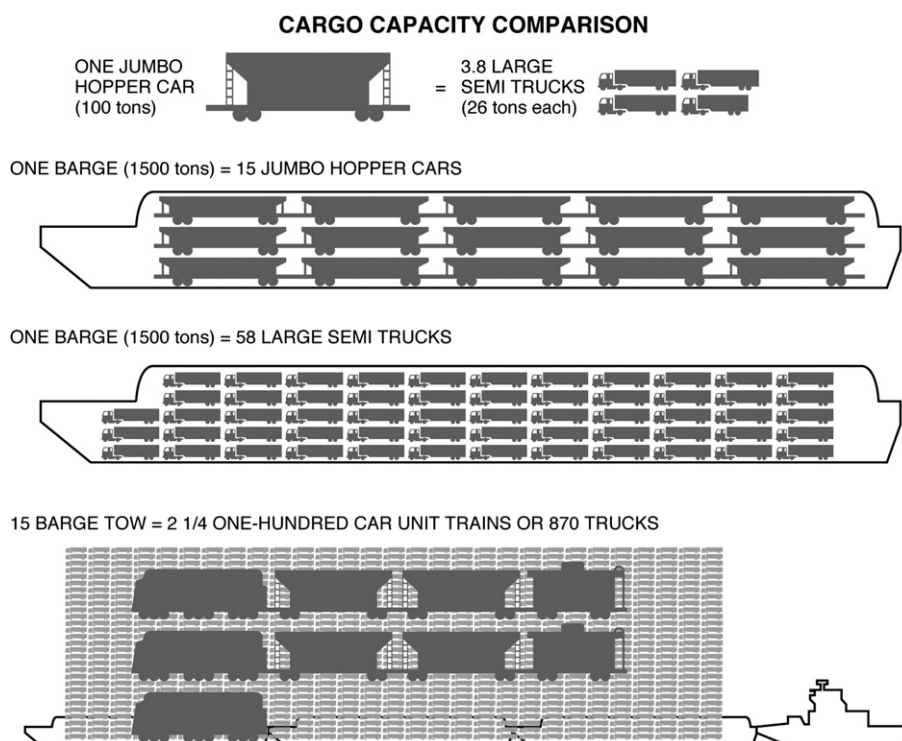 CARGO CAPACITY COMPARISON
ONE JUMBO
HOPPER CAR
(100 tons)
=
3.8 LARGE
SEMI TRUCKS
(26 tons each)
ONE BARGE (1500 tons) = 15 JUMBO HOPPER CARS
ONE BARGE (1500 tons) = 58 LARGE SEMI TRUCKS
15 BARGE TOW = 2 1/4 ONE-HUNDRED CAR UNIT TRAINS OR 870 TRUCKS